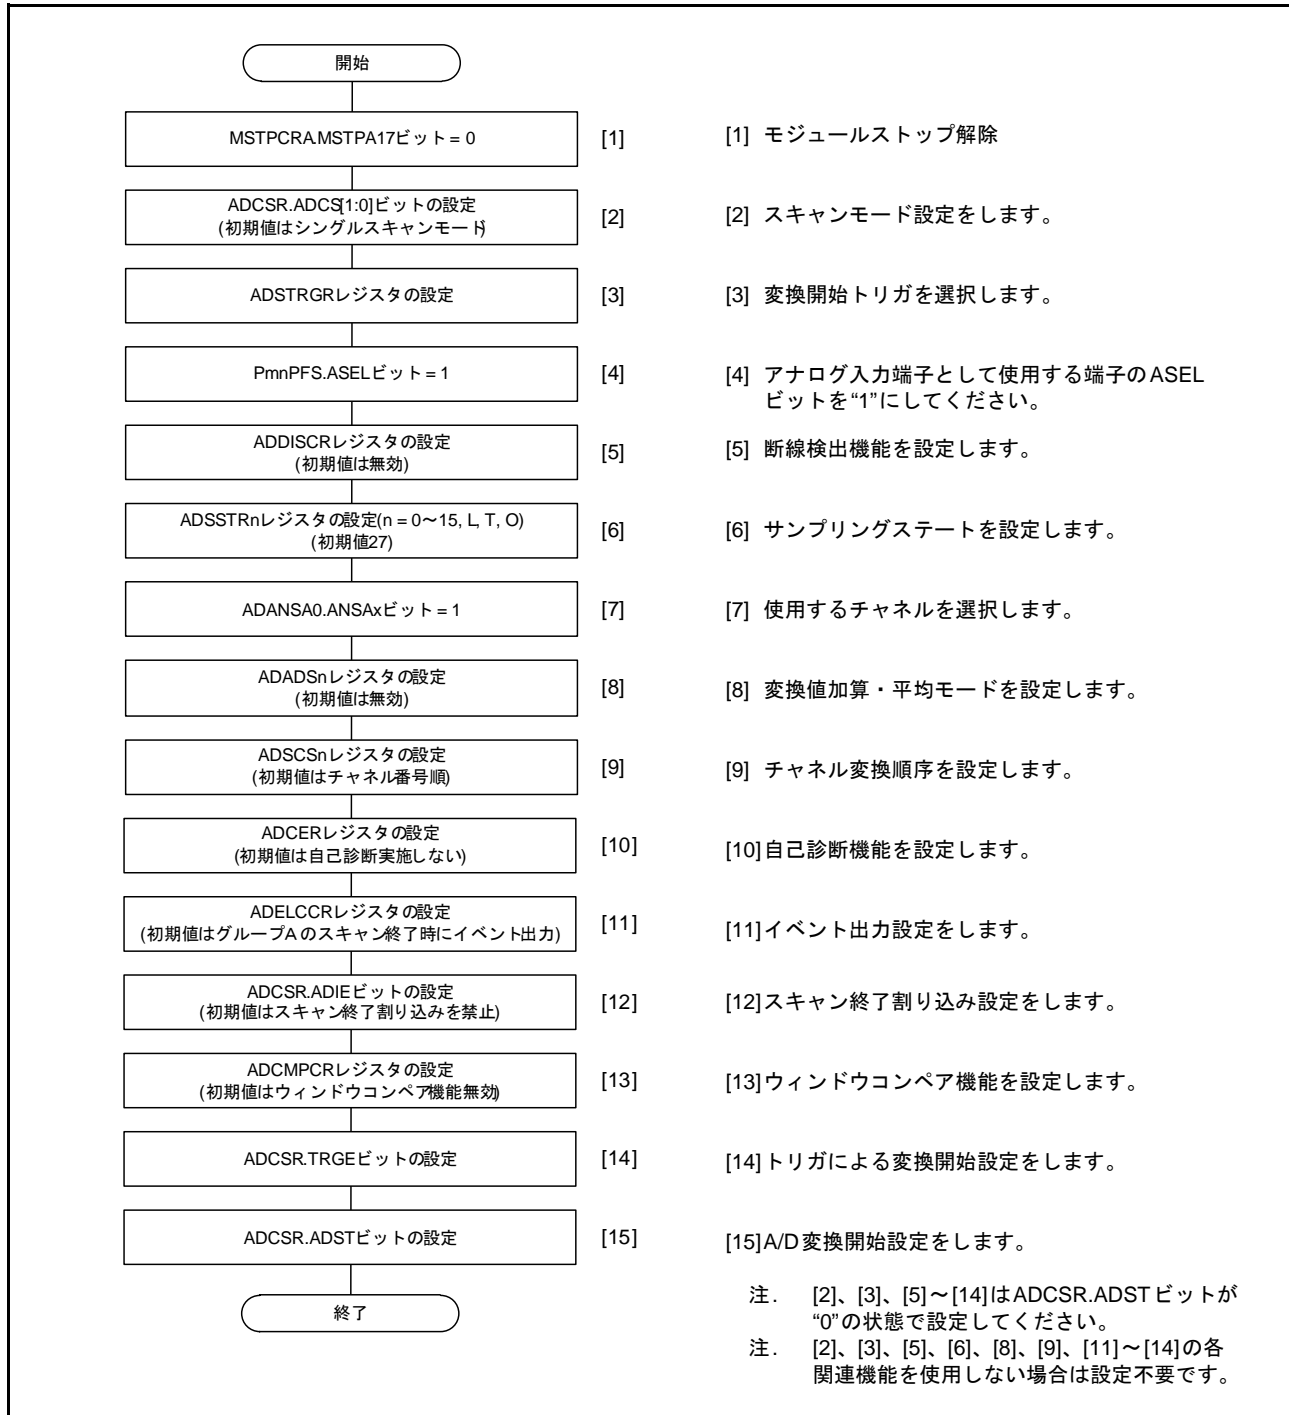 開始
MSTPCRA.MSTPA17ビット = 0
[1]
[1] モジュールストップ解除
ADCSR.ADCS[1:0]ビットの設定
(初期値はシングルスキャンモード)
[2]
[2] スキャンモード設定をします。
ADSTRGRレジスタの設定
[3]
[3] 変換開始トリガを選択します。
PmnPFS.ASELビット = 1
[4]
[4] アナログ入力端子として使用する端子のASEL
ビットを“1”にしてください。
ADDISCRレジスタの設定
(初期値は無効)
[5]
[5] 断線検出機能を設定します。
ADSSTRnレジスタの設定(n = 0～15, L, T, O)
(初期値27)
[6]
[6] サンプリングステートを設定します。
ADANSA0.ANSAxビット = 1
[7]
[7] 使用するチャネルを選択します。
ADADSnレジスタの設定
(初期値は無効)
[8]
[8] 変換値加算・平均モードを設定します。
ADSCSnレジスタの設定
(初期値はチャネル番号順)
[9]
[9] チャネル変換順序を設定します。
ADCERレジスタの設定
(初期値は自己診断実施しない)
[10]
[10]自己診断機能を設定します。
ADELCCRレジスタの設定
(初期値はグループAのスキャン終了時にイベント出力)
[11]
[11]イベント出力設定をします。
ADCSR.ADIEビットの設定
(初期値はスキャン終了割り込みを禁止)
[12]
[12]スキャン終了割り込み設定をします。
ADCMPCRレジスタの設定
(初期値はウィンドウコンペア機能無効)
[13]
[13]ウィンドウコンペア機能を設定します。
ADCSR.TRGEビットの設定
[14]
[14]トリガによる変換開始設定をします。
ADCSR.ADSTビットの設定
[15]
[15]A/D変換開始設定をします。
終了
注. [2]、[3]、[5]～[14]はADCSR.ADSTビットが
“0”の状態で設定してください。
注. [2]、[3]、[5]、[6]、[8]、[9]、[11]～[14]の各
関連機能を使用しない場合は設定不要です。